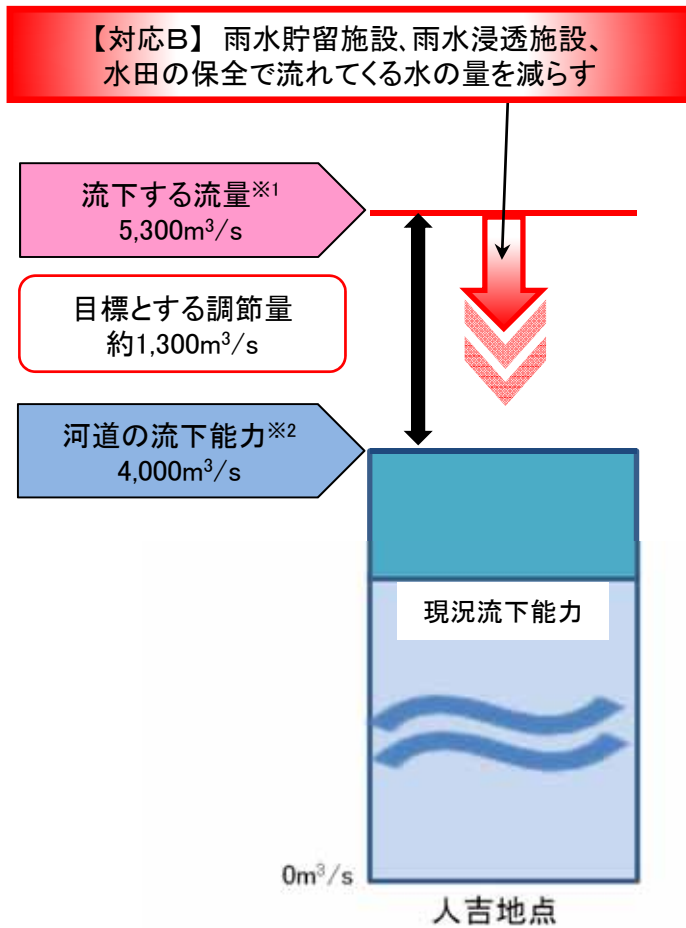 【対応B】 雨水貯留施設、雨水浸透施設、
水田の保全で流れてくる水の量を減らす
流下する流量※1
5,300m³/s
目標とする調節量
約1,300m³/s
河道の流下能力※2
4,000m³/s
現況流下能力
0m³/s
人吉地点